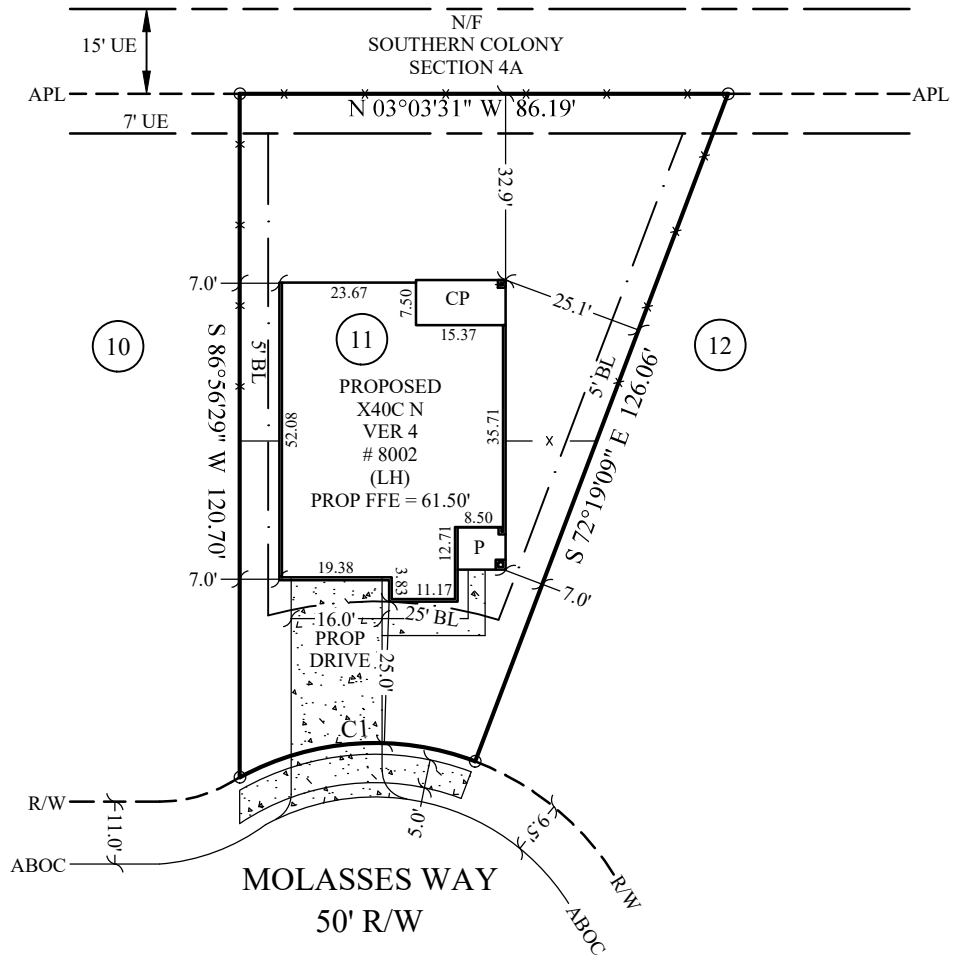 15' UE
N/F
SOUTHERN COLONY
SECTION 4A
APL
N 03°03'31" W 86.19'
APL
7' UE
32.9'
7.0'
23.67
7.50
CP
15.37
25.1'
10
11
12
S 86°56'29" W 120.70'
5' BL
5' BL
S 72°19'09" E 126.06'
PROPOSED
X40C N
VER 4
# 8002
(LH)
PROP FFE = 61.50'
52.08
35.71
8.50
12.71
P
7.0'
19.38
3.83
11.17
7.0'
16.0'
25' BL
PROP
DRIVE
25.0'
C1
R/W
11.0'
5.0'
9.5'
ABOC
R/W
ABOC
MOLASSES WAY
50' R/W